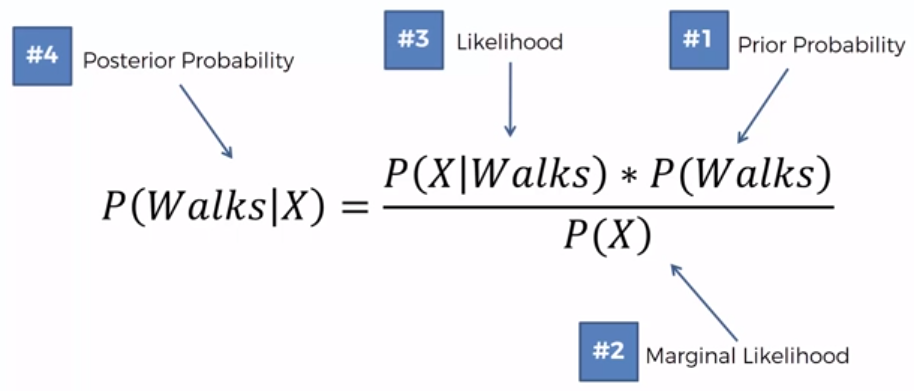 #4 Posterior Probability
#3 Likelihood
#1 Prior Probability
P(Walks|X) = P(X|Walks) * P(Walks)
P(X)
#2 Marginal Likelihood